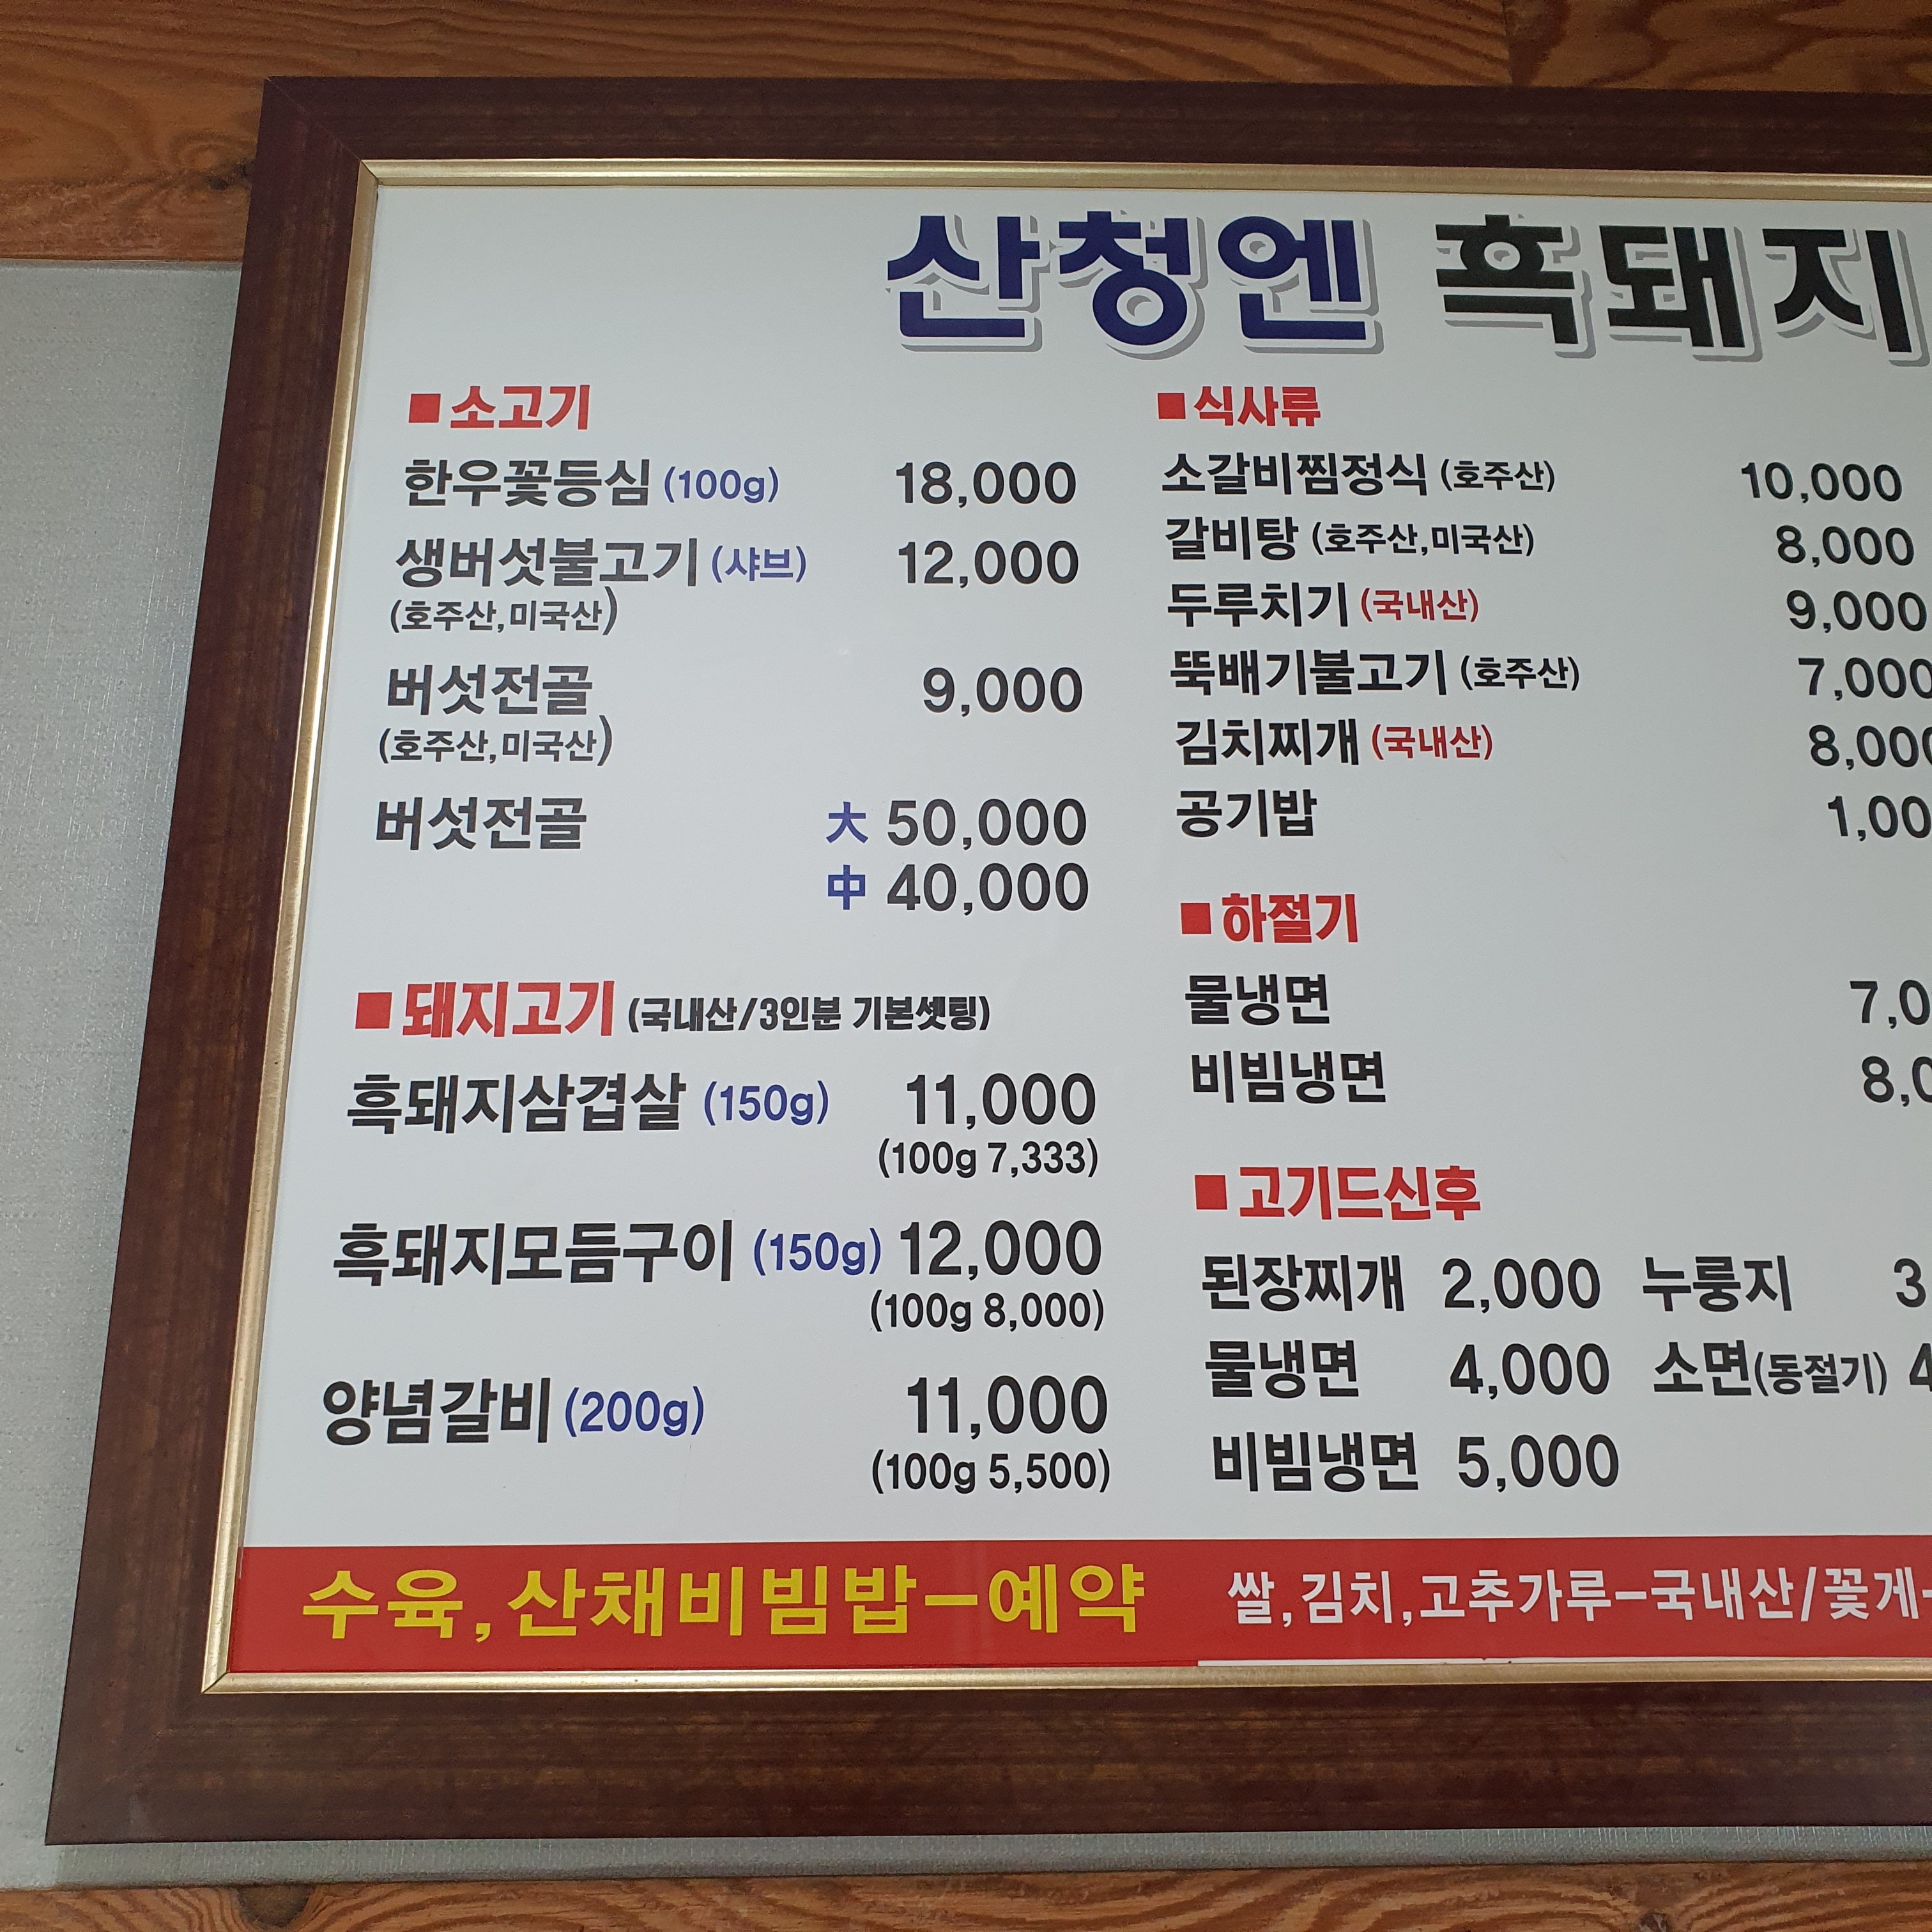 산청엔 흑돼지
■소고기
한우꽃등심 (100g) 18,000
생버섯불고기 (샤브) 12,000
(호주산,미국산)
버섯전골 9,000
(호주산,미국산)
버섯전골 大 50,000
中 40,000
■돼지고기 (국내산/3인분 기본셋팅)
흑돼지삼겹살 (150g) 11,000
(100g 7,333)
흑돼지모듬구이 (150g) 12,000
(100g 8,000)
양념갈비 (200g) 11,000
(100g 5,500)
■식사류
소갈비찜정식 (호주산) 10,000
갈비탕 (호주산,미국산) 8,000
두루치기 (국내산) 9,000
뚝배기불고기 (호주산) 7,000
김치찌개 (국내산) 8,000
공기밥 1,00
■하절기
물냉면 7,0
비빔냉면 8,0
■고기드신후
된장찌개 2,000 누룽지 3
물냉면 4,000 소면(동절기) 4
비빔냉면 5,000
수육,산채비빔밥-예약
쌀,김치,고추가루-국내산/꽃게-